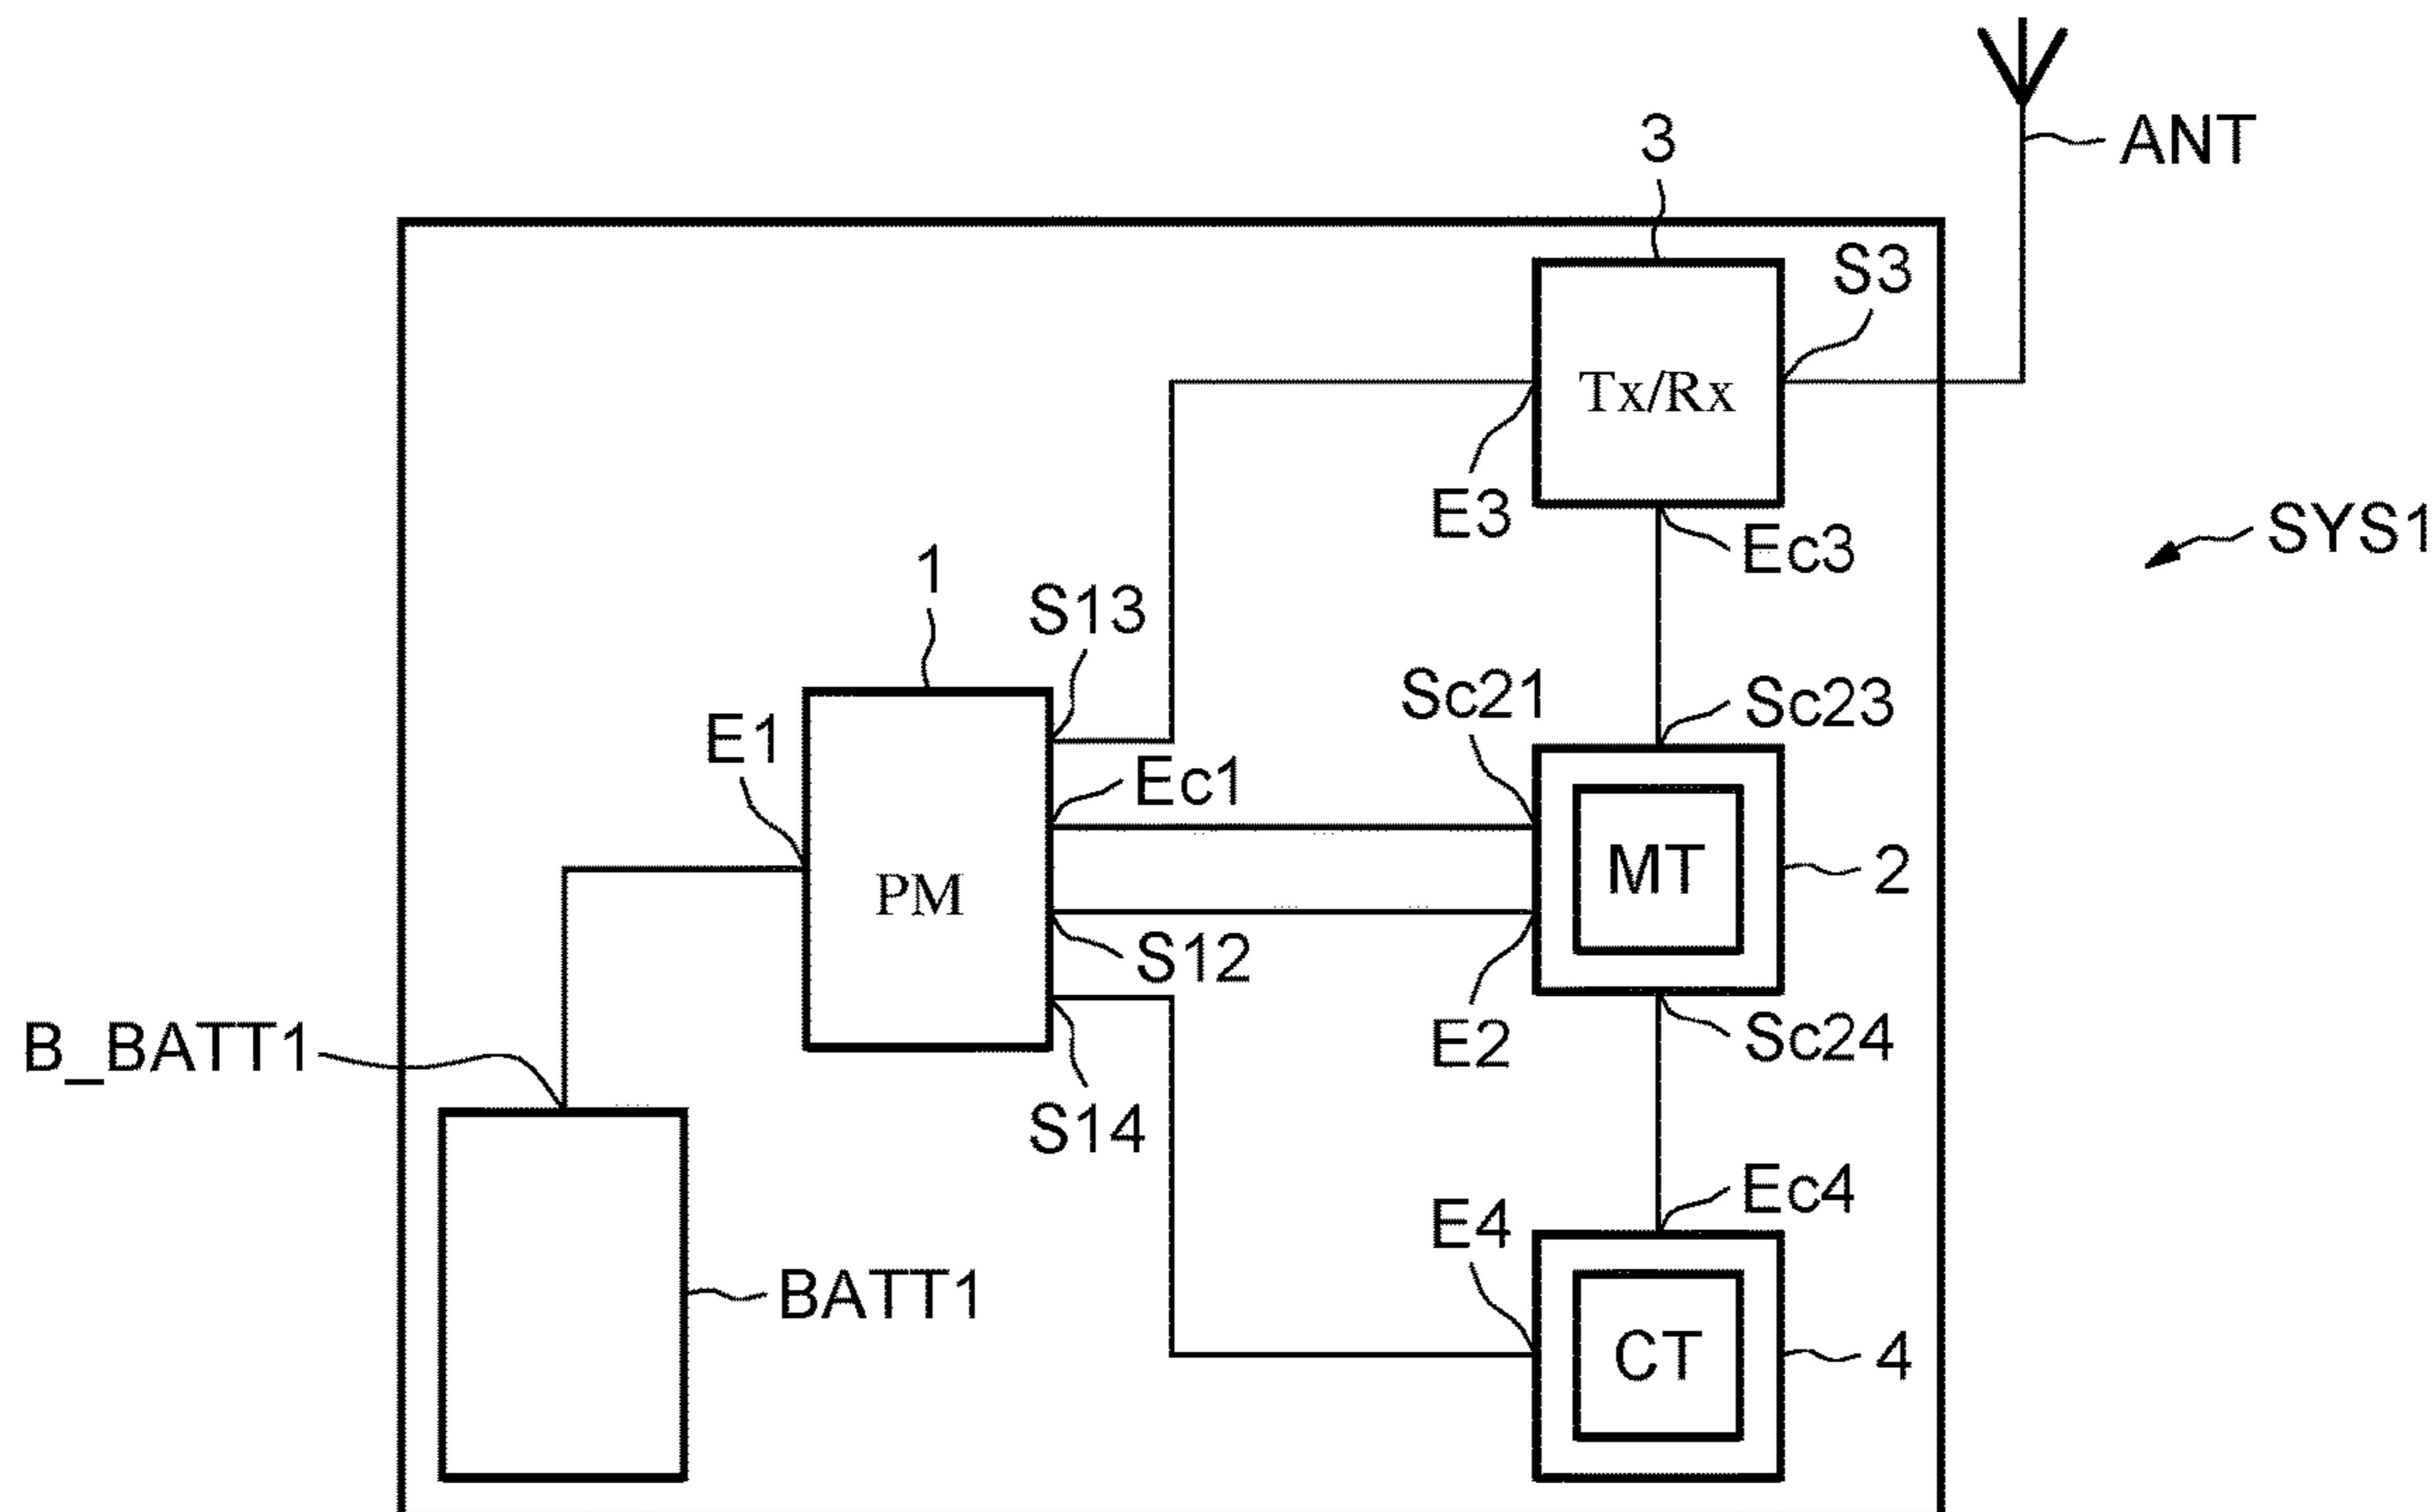 ANT
3
S3
Tx/Rx
E3
Ec3
SYS1
1
S13
Sc21
Sc23
E1
Ec1
MT
2
PM
S12
B_BATT1
E2
Sc24
S14
Ec4
E4
BATT1
CT
4